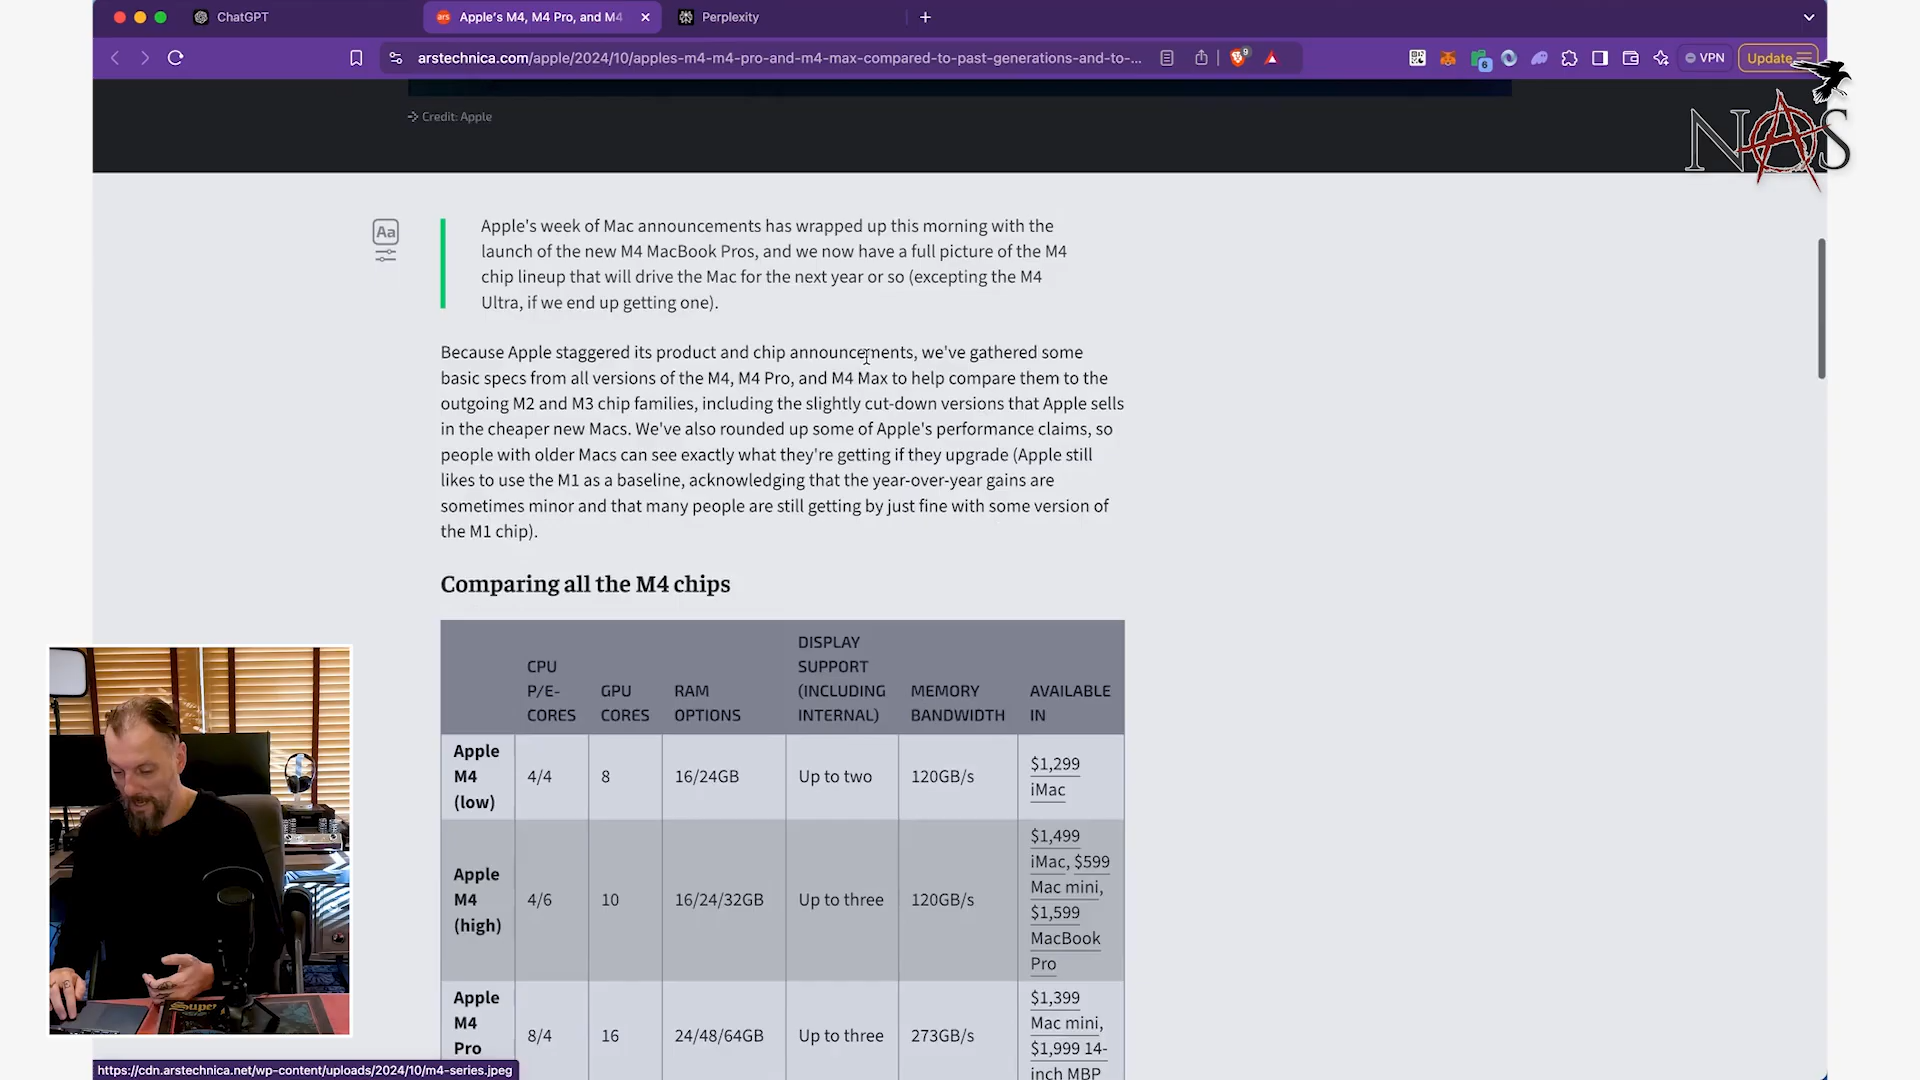 ChatGPT
Apple's M4, M4 Pro, and M4
Perplexity
arstechnica.com/apple/2024/10/apples-m4-m4-pro-and-m4-max-compared-to-past-generations-and-to-...
9
6
VPN
Update
NAS
Credit: Apple
Aa
Apple's week of Mac announcements has wrapped up this morning with the
launch of the new M4 MacBook Pros, and we now have a full picture of the M4
chip lineup that will drive the Mac for the next year or so (excepting the M4
Ultra, if we end up getting one).
Because Apple staggered its product and chip announcements, we've gathered some
basic specs from all versions of the M4, M4 Pro, and M4 Max to help compare them to the
outgoing M2 and M3 chip families, including the slightly cut-down versions that Apple sells
in the cheaper new Macs. We've also rounded up some of Apple's performance claims, so
people with older Macs can see exactly what they're getting if they upgrade (Apple still
likes to use the M1 as a baseline, acknowledging that the year-over-year gains are
sometimes minor and that many people are still getting by just fine with some version of
the M1 chip).
Comparing all the M4 chips
CPU
P/E-
CORES
GPU
CORES
RAM
OPTIONS
DISPLAY
SUPPORT
(INCLUDING
INTERNAL)
MEMORY
BANDWIDTH
AVAILABLE
IN
Apple
M4
(low)
4/4
8
16/24GB
Up to two
120GB/s
$1,299
iMac
Apple
M4
(high)
4/6
10
16/24/32GB
Up to three
120GB/s
$1,499
iMac, $599
Mac mini,
$1,599
MacBook
Pro
Apple
M4
Pro
8/4
16
24/48/64GB
Up to three
273GB/s
$1,399
Mac mini,
$1,999 14-
inch MBP
Super
https://cdn.arstechnica.net/wp-content/uploads/2024/10/m4-series.jpeg